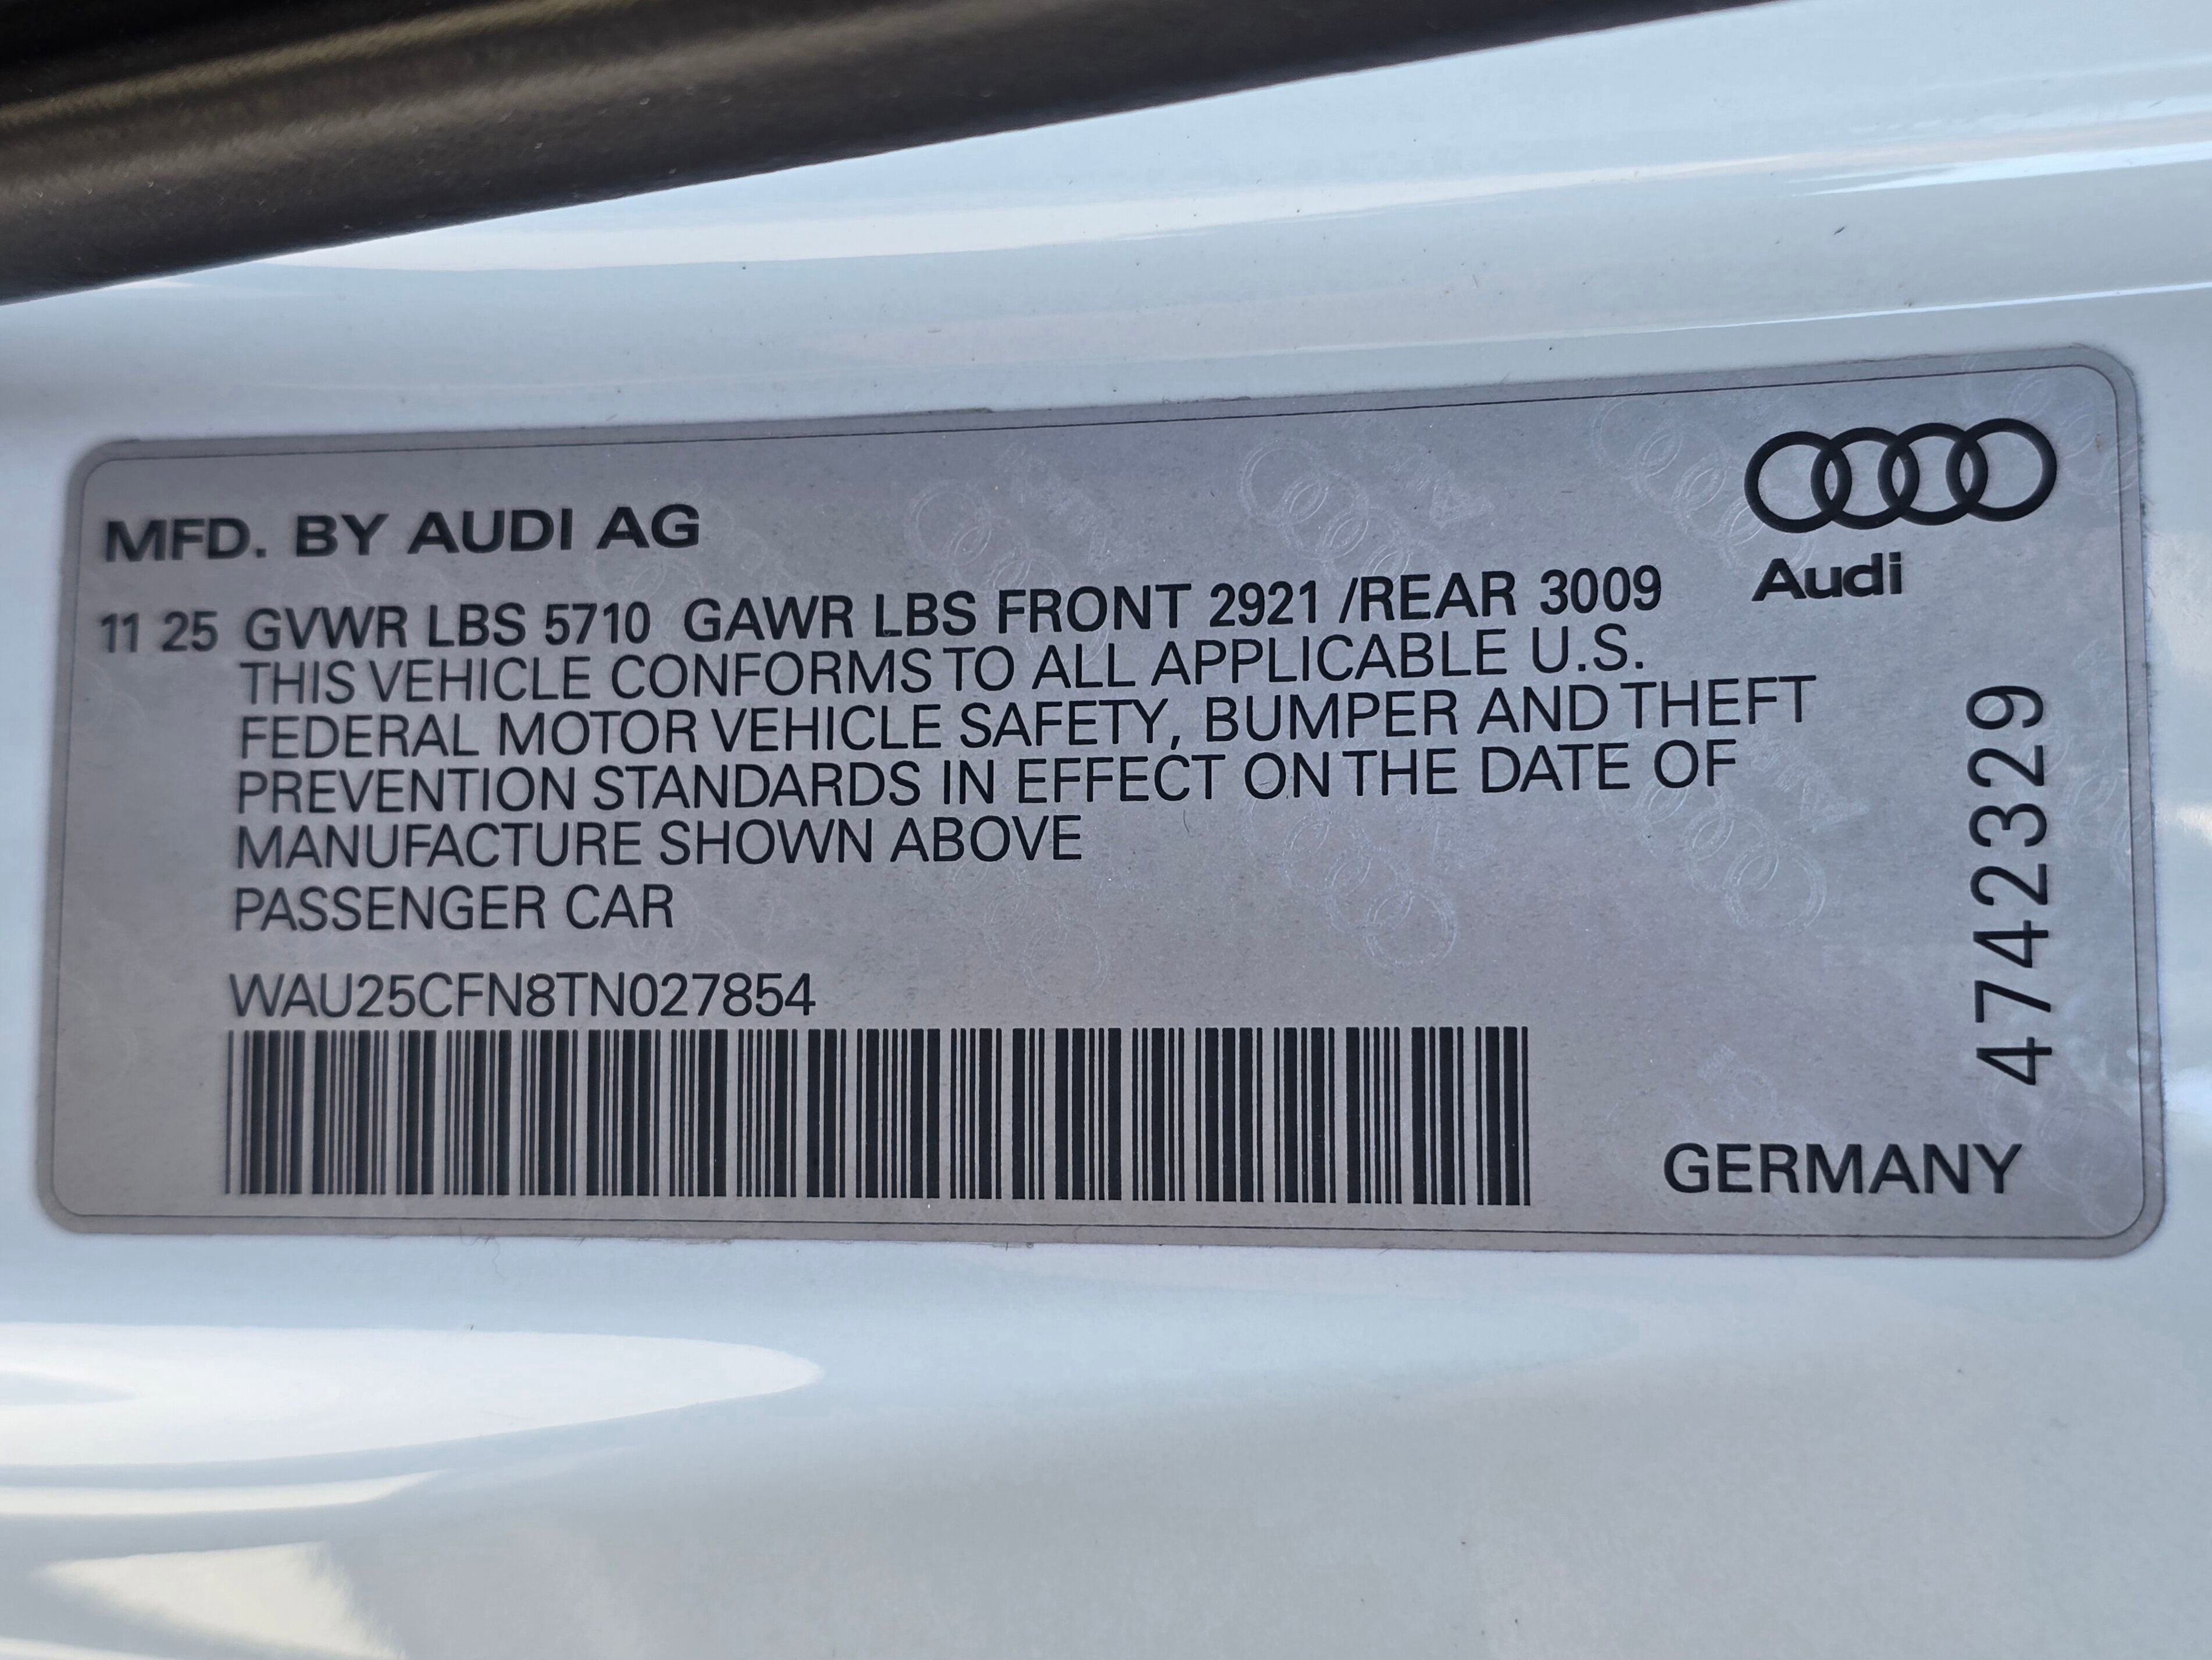 MFD. BY AUDI AG
Audi
11 25 GVWR LBS 5710 GAWR LBS FRONT 2921 /REAR 3009
THIS VEHICLE CONFORMS TO ALL APPLICABLE U.S.
FEDERAL MOTOR VEHICLE SAFETY, BUMPER AND THEFT
PREVENTION STANDARDS IN EFFECT ON THE DATE OF
MANUFACTURE SHOWN ABOVE
PASSENGER CAR
WAU25CFN8TN027854
4742329
GERMANY